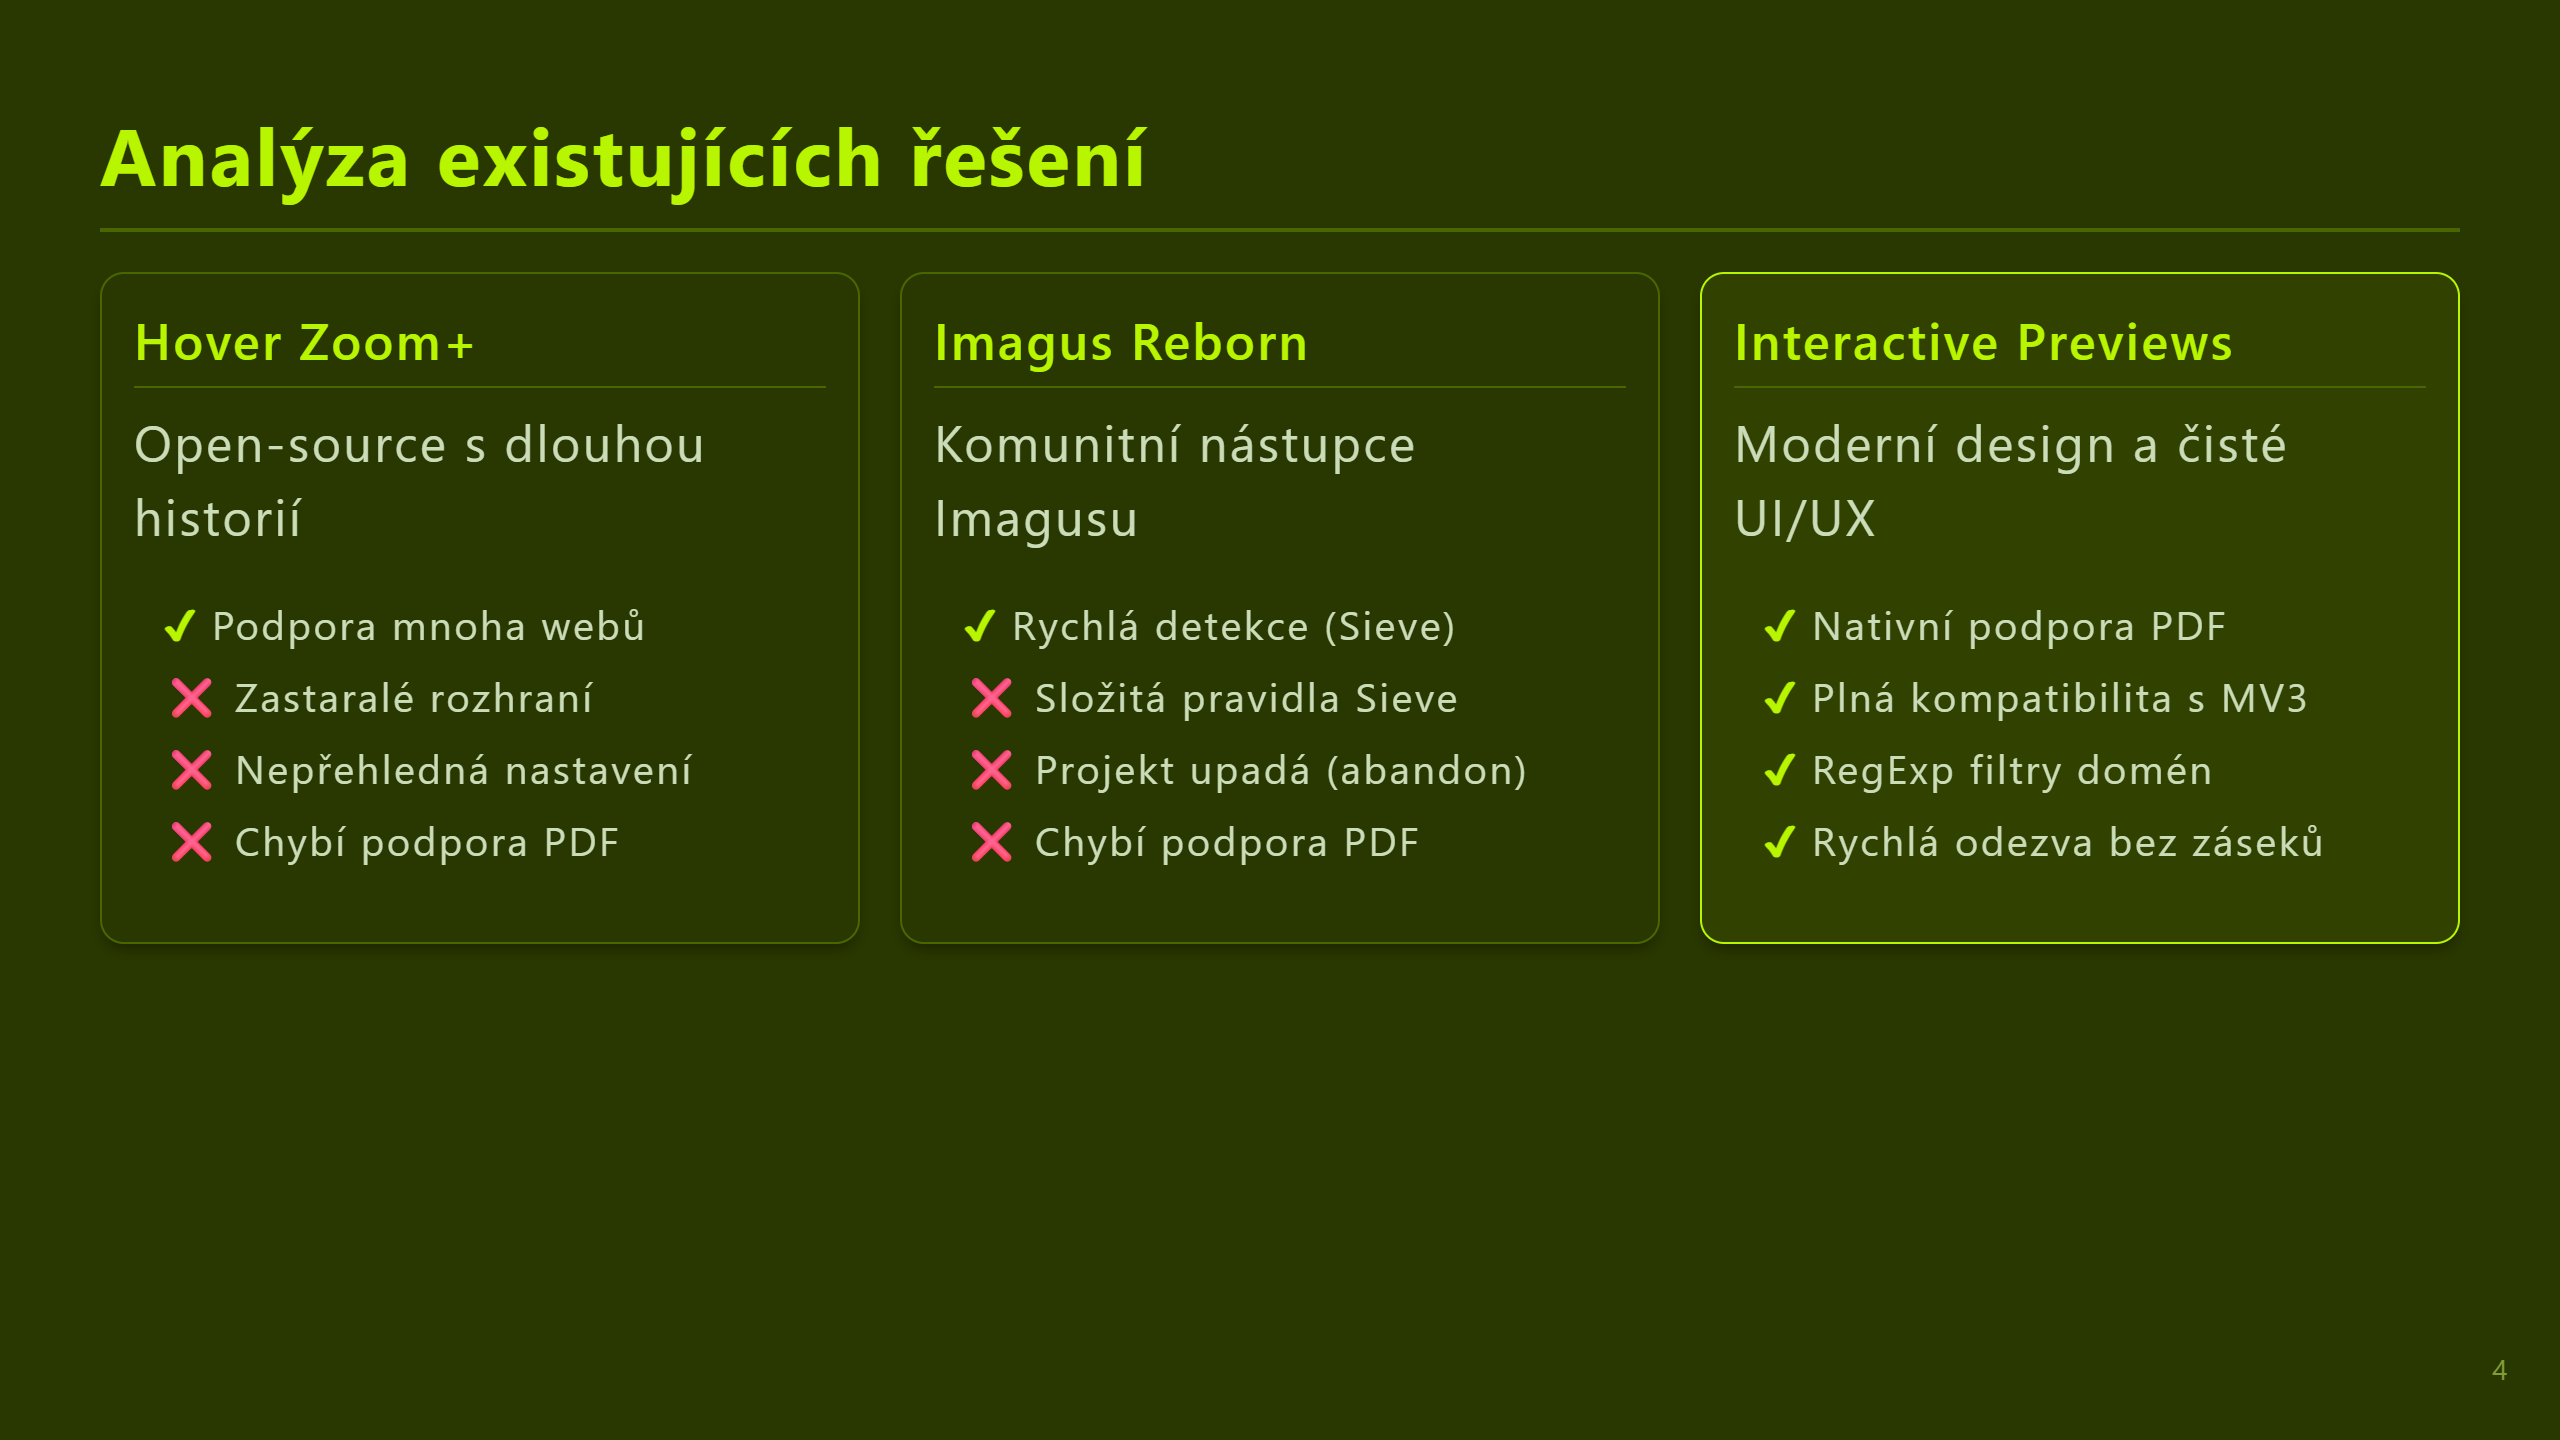 Analýza existujících řešení
Hover Zoom+
Open-source s dlouhou
historií
✔ Podpora mnoha webů
❌ Zastaralé rozhraní
❌ Nepřehledná nastavení
❌ Chybí podpora PDF
Imagus Reborn
Komunitní nástupce
Imagusu
✔ Rychlá detekce (Sieve)
❌ Složitá pravidla Sieve
❌ Projekt upadá (abandon)
❌ Chybí podpora PDF
Interactive Previews
Moderní design a čisté
UI/UX
✔ Nativní podpora PDF
✔ Plná kompatibilita s MV3
✔ RegExp filtry domén
✔ Rychlá odezva bez záseků
4